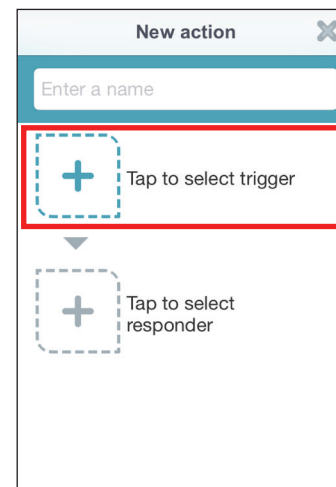 New action
Enter a name
Tap to select trigger
Tap to select
responder